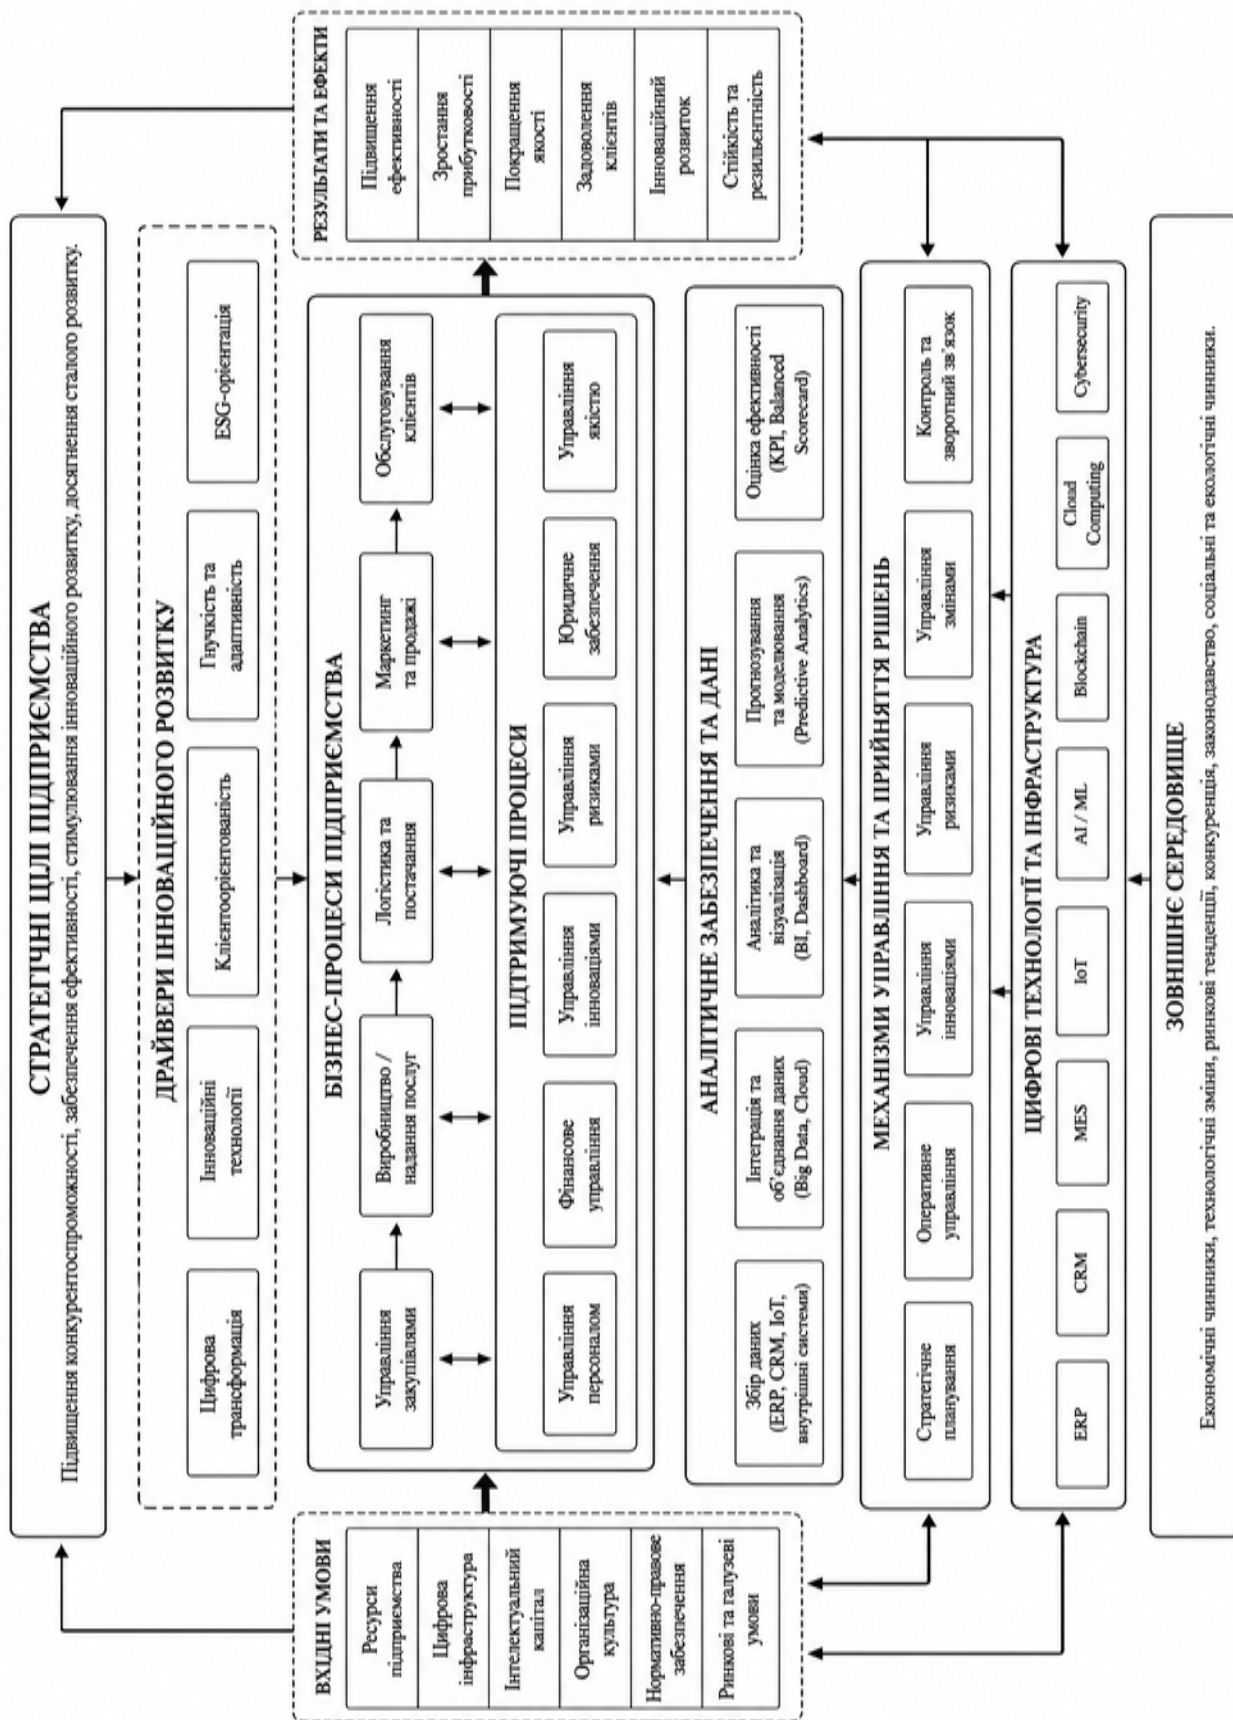 СТРАТЕГІЧНІ ЦІЛІ ПІДПРИЄМСТВА
Підвищення конкурентоспроможності, забезпечення ефективності, стимулювання інноваційного розвитку, досягнення сталого розвитку.
ДРАЙВЕРИ ІННОВАЦІЙНОГО РОЗВИТКУ
Цифрова
трансформація
Інноваційні
технології
Клієнтоорієнтованість
Гнучкість та
адаптивність
ESG-орієнтація
ВХІДНІ УМОВИ
Ресурси
підприємства
Цифрова
інфраструктура
Інтелектуальний
капітал
Організаційна
культура
Нормативно-правове
забезпечення
Ринкові та галузеві
умови
БІЗНЕС-ПРОЦЕСИ ПІДПРИЄМСТВА
Управління
закупівлями
Виробництво /
надання послуг
Логістика та
постачання
Маркетинг
та продажі
Обслуговування
клієнтів
ПІДТРИМУЮЧІ ПРОЦЕСИ
Управління
персоналом
Фінансове
управління
Управління
інноваціями
Управління
ризиками
Юридичне
забезпечення
Управління
якістю
РЕЗУЛЬТАТИ ТА ЕФЕКТИ
Підвищення
ефективності
Зростання
прибутковості
Покращення
якості
Задоволення
клієнтів
Інноваційний
розвиток
Стійкість та
резильєнтність
АНАЛІТИЧНЕ ЗАБЕЗПЕЧЕННЯ ТА ДАНІ
Збір даних
(ERP, CRM, IoT,
внутрішні системи)
Інтеграція та
об'єднання даних
(Big Data, Cloud)
Аналітика та
візуалізація
(BI, Dashboard)
Прогнозування
та моделювання
(Predictive Analytics)
Оцінка ефективності
(KPI, Balanced
Scorecard)
МЕХАНІЗМИ УПРАВЛІННЯ ТА ПРИЙНЯТТЯ РІШЕНЬ
Стратегічне
планування
Оперативне
управління
Управління
інноваціями
Управління
ризиками
Управління
змінами
Контроль та
зворотний зв'язок
ЦИФРОВІ ТЕХНОЛОГІЇ ТА ІНФРАСТРУКТУРА
ERP
CRM
MES
IoT
AI / ML
Blockchain
Cloud
Computing
Cybersecurity
ЗОВНІШНЄ СЕРЕДОВИЩЕ
Економічні чинники, технологічні зміни, ринкові тенденції, конкуренція, законодавство, соціальні та екологічні чинники.